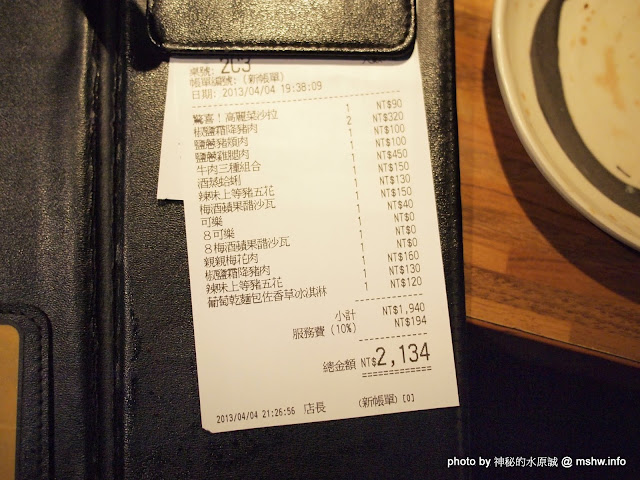 桌號: 2C3
帳單號號: (新帳單)
日期: 2013/04/04 19:38:09
驚喜！高麗菜沙拉 1 NT$90
椒鹽霜降豬肉 2 NT$320
鹽蔥豬頸肉 1 NT$100
鹽蔥雞腿肉 1 NT$100
牛肉三種組合 1 NT$450
酒蒸蛤蜊 1 NT$150
辣味上等豬五花 1 NT$130
梅酒蘋果醋沙瓦 1 NT$150
可樂 1 NT$40
８可樂 1 NT$0
８梅酒蘋果醋沙瓦 1 NT$0
親親梅花肉 1 NT$0
椒鹽霜降豬肉 1 NT$160
辣味上等豬五花 1 NT$130
葡萄乾麵包佐香草冰淇淋 1 NT$120
小計 NT$1,940
服務費 (10%) NT$194
總金額 NT$2,134
2013/04/04 21:26:56 店長 (新帳單) [0]
photo by 神秘的水原誠 @ mshw.info